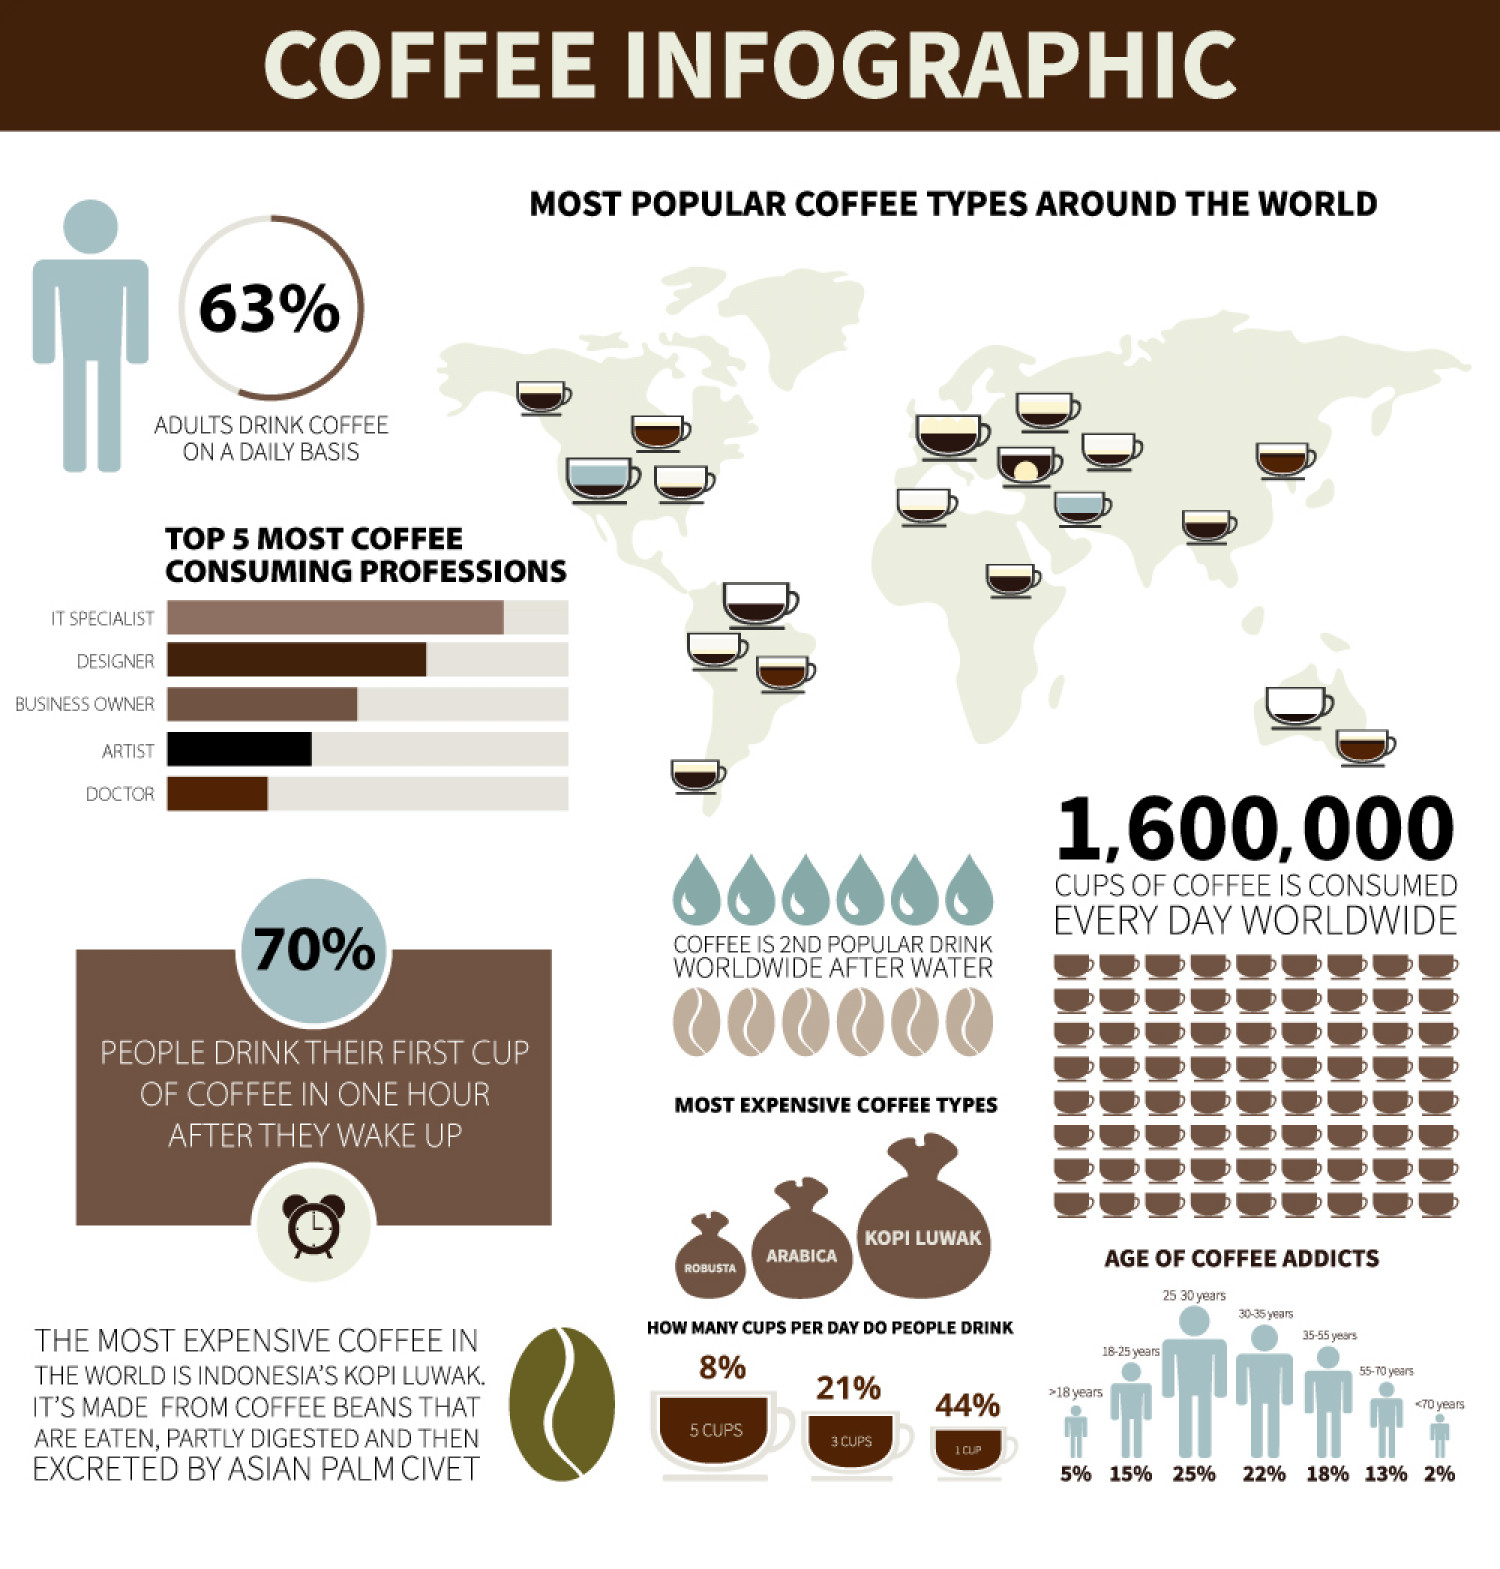 COFFEE INFOGRAPHIC
63%
ADULTS DRINK COFFEE
ON A DAILY BASIS
MOST POPULAR COFFEE TYPES AROUND THE WORLD
TOP 5 MOST COFFEE
CONSUMING PROFESSIONS
IT SPECIALIST
DESIGNER
BUSINESS OWNER
ARTIST
DOCTOR
70%
PEOPLE DRINK THEIR FIRST CUP
OF COFFEE IN ONE HOUR
AFTER THEY WAKE UP
THE MOST EXPENSIVE COFFEE IN
THE WORLD IS INDONESIA'S KOPI LUWAK.
IT'S MADE FROM COFFEE BEANS THAT
ARE EATEN, PARTLY DIGESTED AND THEN
EXCRETED BY ASIAN PALM CIVET
COFFEE IS 2ND POPULAR DRINK
WORLDWIDE AFTER WATER
MOST EXPENSIVE COFFEE TYPES
ROBUSTA
ARABICA
KOPI LUWAK
HOW MANY CUPS PER DAY DO PEOPLE DRINK
8%
21%
44%
5 CUPS
3 CUPS
1 CUP
1,600,000
CUPS OF COFFEE IS CONSUMED
EVERY DAY WORLDWIDE
AGE OF COFFEE ADDICTS
>18 years
18-25 years
25 30 years
30-35 years
35-55 years
55-70 years
<70 years
5%
15%
25%
22%
18%
13%
2%